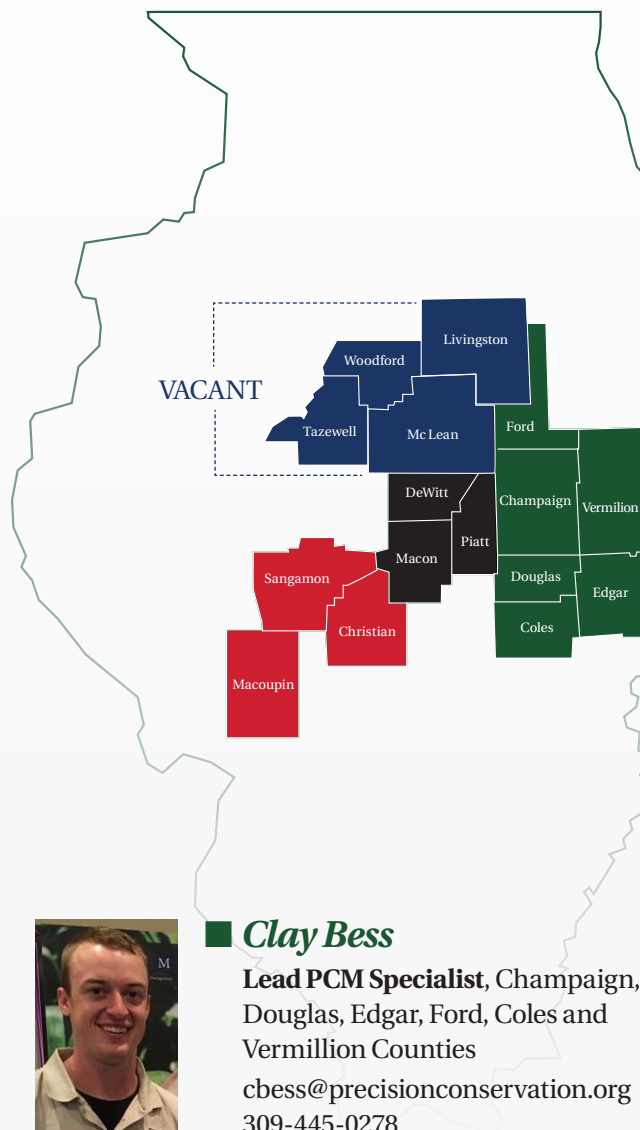 Livingston
Woodford
VACANT
Ford
Tazewell
McLean
DeWitt
Champaign
Vermilion
Piatt
Macon
Sangamon
Douglas
Edgar
Christian
Coles
Macoupin
M
Clay Bess
Lead PCM Specialist, Champaign,
Douglas, Edgar, Ford, Coles and
Vermillion Counties
cbess@precisionconservation.org
309-445-0278